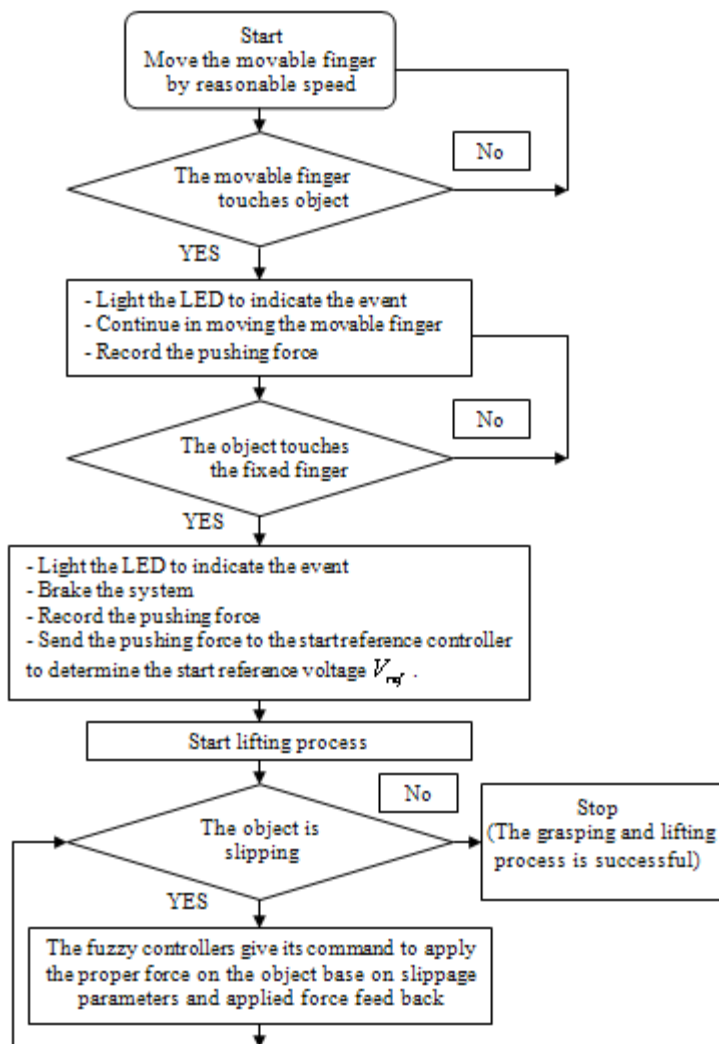 Start
Move the movable finger
by reasonable speed
No
The movable finger
touches object
YES
- Light the LED to indicate the event
- Continue in moving the movable finger
- Record the pushing force
No
The object touches
the fixed finger
YES
- Light the LED to indicate the event
- Brake the system
- Record the pushing force
- Send the pushing force to the start reference controller
to determine the start reference voltage V_ref .
Start lifting process
No
The object is
slipping
Stop
(The grasping and lifting
process is successful)
YES
The fuzzy controllers give its command to apply
the proper force on the object base on slippage
parameters and applied force feed back